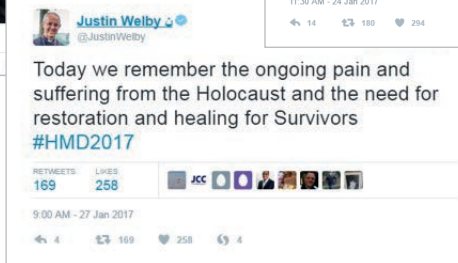 11:30 AM - 24 Jan 2017
14 180 294
Justin Welby ن
@JustinWelby
Today we remember the ongoing pain and
suffering from the Holocaust and the need for
restoration and healing for Survivors
#HMD2017
RETWEETS LIKES
169 258
JCC
9:00 AM - 27 Jan 2017
4 169 258 4